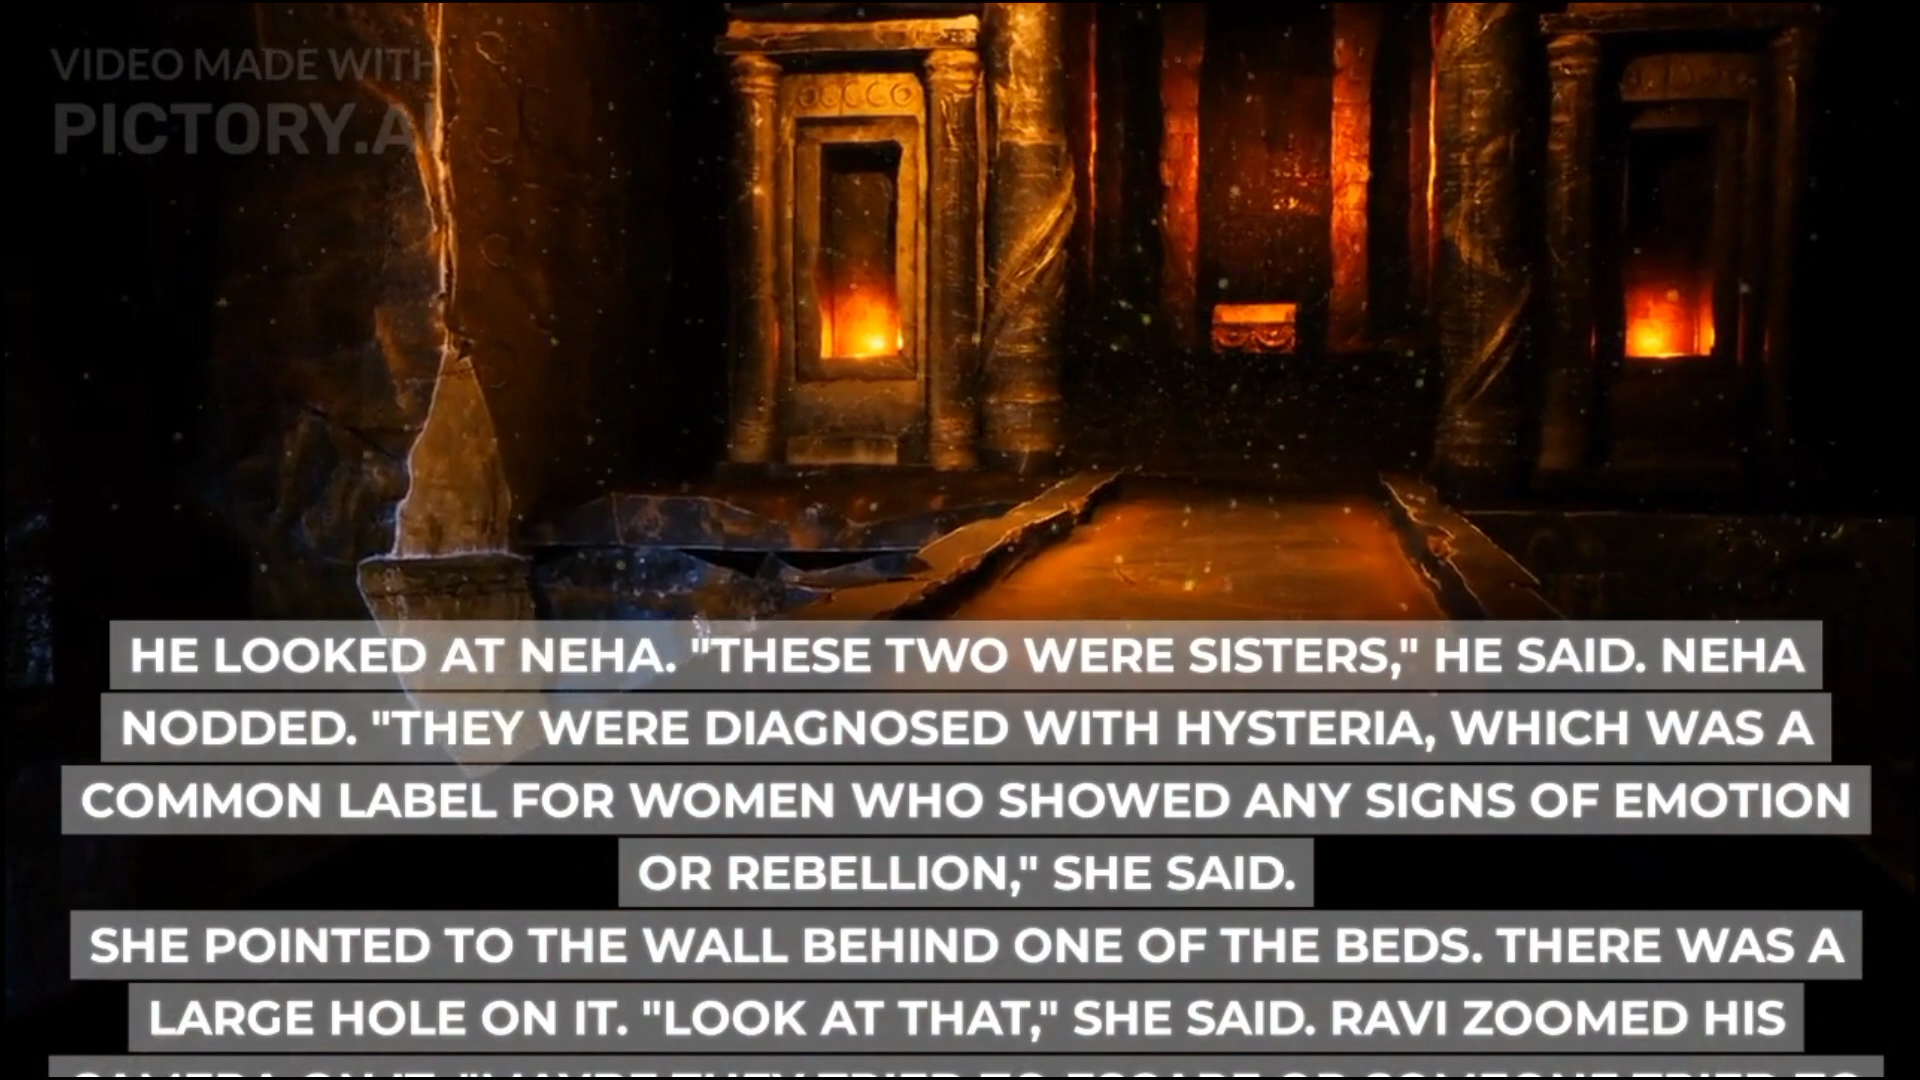 VIDEO MADE WITH
PICTORY.AI
HE LOOKED AT NEHA. "THESE TWO WERE SISTERS," HE SAID. NEHA
NODDED. "THEY WERE DIAGNOSED WITH HYSTERIA, WHICH WAS A
COMMON LABEL FOR WOMEN WHO SHOWED ANY SIGNS OF EMOTION
OR REBELLION," SHE SAID.
SHE POINTED TO THE WALL BEHIND ONE OF THE BEDS. THERE WAS A
LARGE HOLE ON IT. "LOOK AT THAT," SHE SAID. RAVI ZOOMED HIS